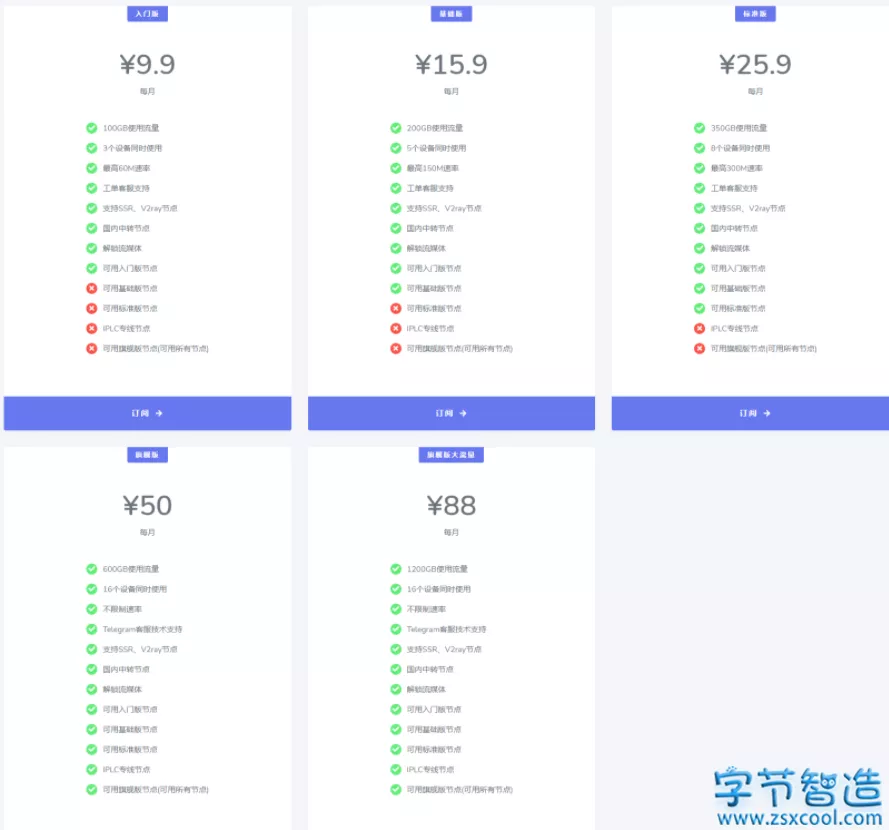 入门版
¥9.9
每月
100GB使用流量
3个设备同时使用
最高60M速率
工单客服支持
支持SSR、V2ray节点
国内中转节点
解锁流媒体
可用入门版节点
可用基础版节点
可用标准版节点
IPLC专线节点
可用旗舰版节点(可用所有节点)
订阅 →
基础版
¥15.9
每月
200GB使用流量
5个设备同时使用
最高150M速率
工单客服支持
支持SSR、V2ray节点
国内中转节点
解锁流媒体
可用入门版节点
可用基础版节点
可用标准版节点
IPLC专线节点
可用旗舰版节点(可用所有节点)
订阅 →
标准版
¥25.9
每月
350GB使用流量
8个设备同时使用
最高300M速率
工单客服支持
支持SSR、V2ray节点
国内中转节点
解锁流媒体
可用入门版节点
可用基础版节点
可用标准版节点
IPLC专线节点
可用旗舰版节点(可用所有节点)
订阅 →
旗舰版
¥50
每月
600GB使用流量
16个设备同时使用
不限制速率
Telegram客服技术支持
支持SSR、V2ray节点
国内中转节点
解锁流媒体
可用入门版节点
可用基础版节点
可用标准版节点
IPLC专线节点
可用旗舰版节点(可用所有节点)
旗舰版大流量
¥88
每月
1200GB使用流量
16个设备同时使用
不限制速率
Telegram客服技术支持
支持SSR、V2ray节点
国内中转节点
解锁流媒体
可用入门版节点
可用基础版节点
可用标准版节点
IPLC专线节点
可用旗舰版节点(可用所有节点)
字节智造
www.zsxcool.com